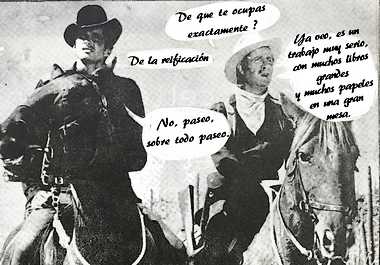 De que te ocupas
exactamente ?
De la reificación
Ya veo, es un
trabajo muy serio,
con muchos libros
grandes
y muchos papeles
en una gran
mesa.
No, paseo,
sobre todo paseo.